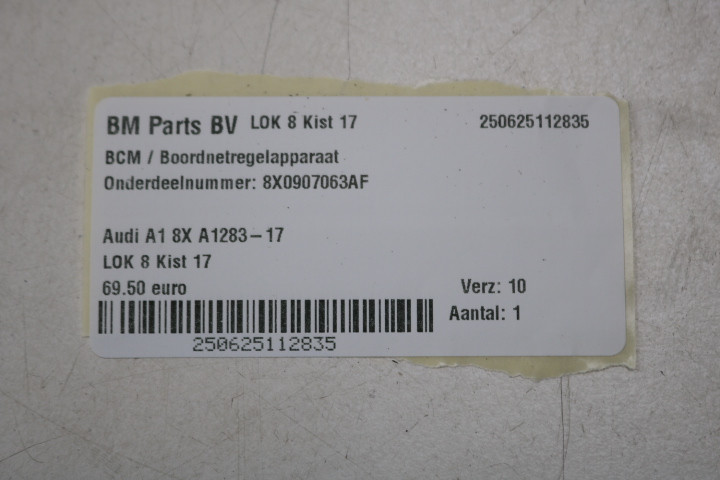 BM Parts BV LOK 8 Kist 17 250625112835
BCM / Boordnetregelapparaat
Onderdeelnummer: 8X0907063AF
Audi A1 8X A1283-17
LOK 8 Kist 17
69.50 euro Verz: 10
Aantal: 1
250625112835